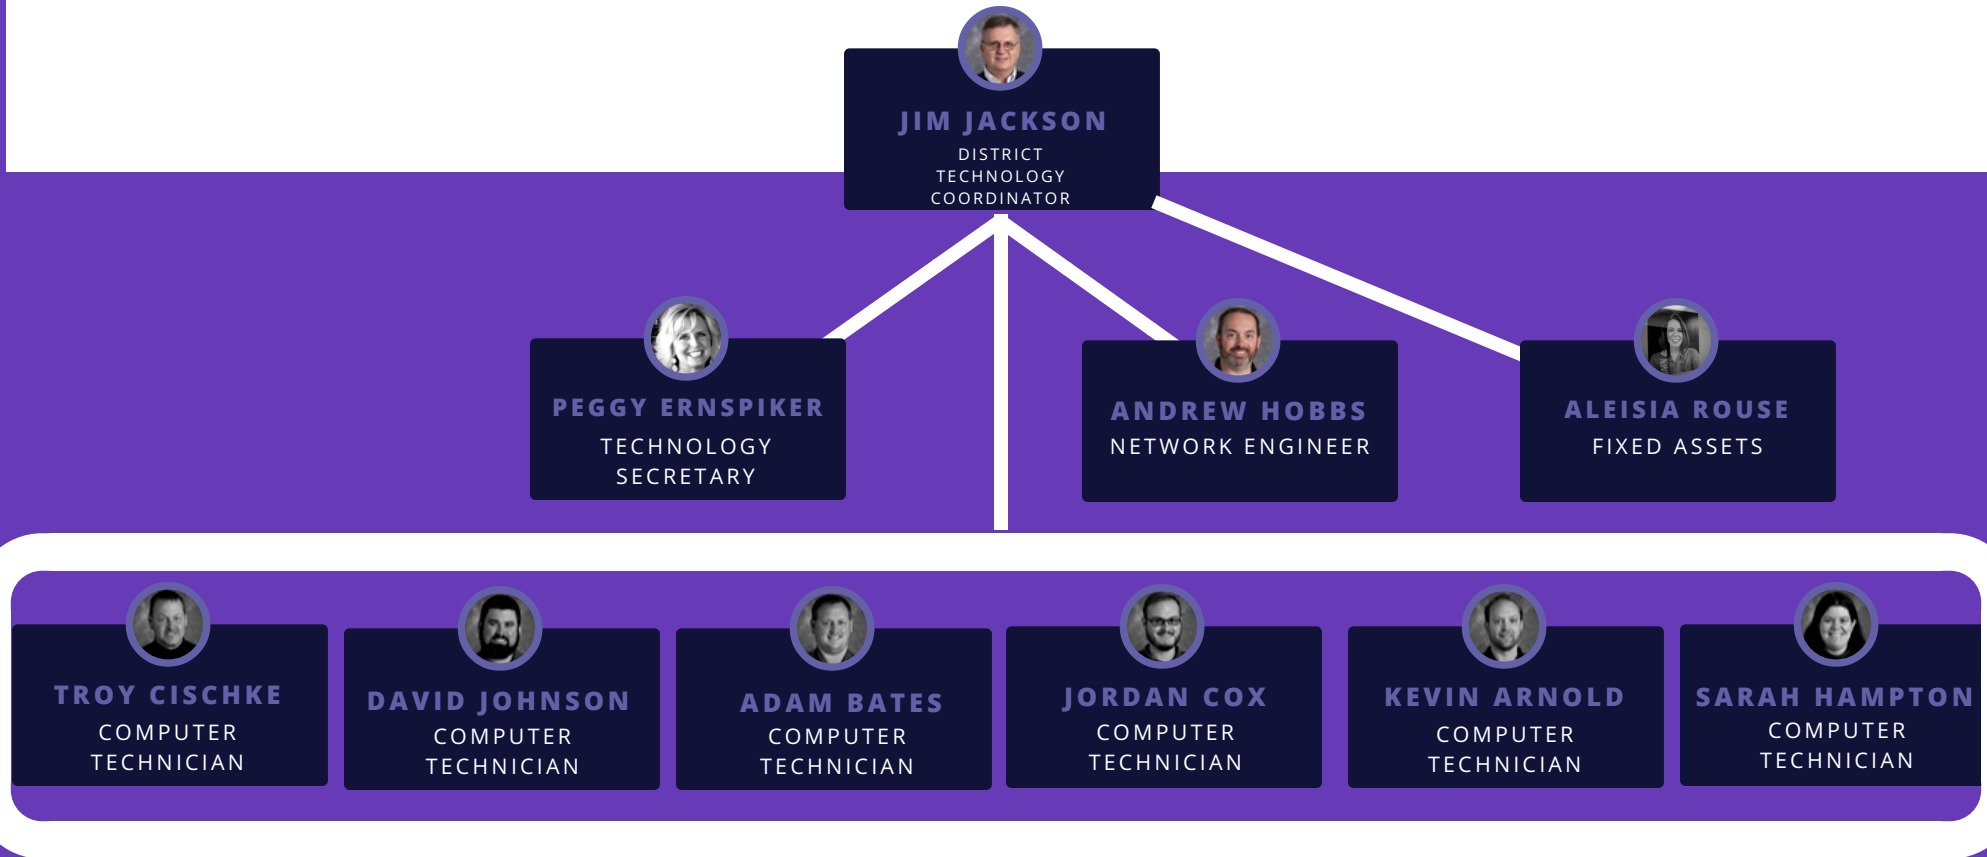 JIM JACKSON
DISTRICT
TECHNOLOGY
COORDINATOR
PEGGY ERNSPIKER
TECHNOLOGY
SECRETARY
ANDREW HOBBS
NETWORK ENGINEER
ALEISIA ROUSE
FIXED ASSETS
TROY CISCHKE
COMPUTER
TECHNICIAN
DAVID JOHNSON
COMPUTER
TECHNICIAN
ADAM BATES
COMPUTER
TECHNICIAN
JORDAN COX
COMPUTER
TECHNICIAN
KEVIN ARNOLD
COMPUTER
TECHNICIAN
SARAH HAMPTON
COMPUTER
TECHNICIAN